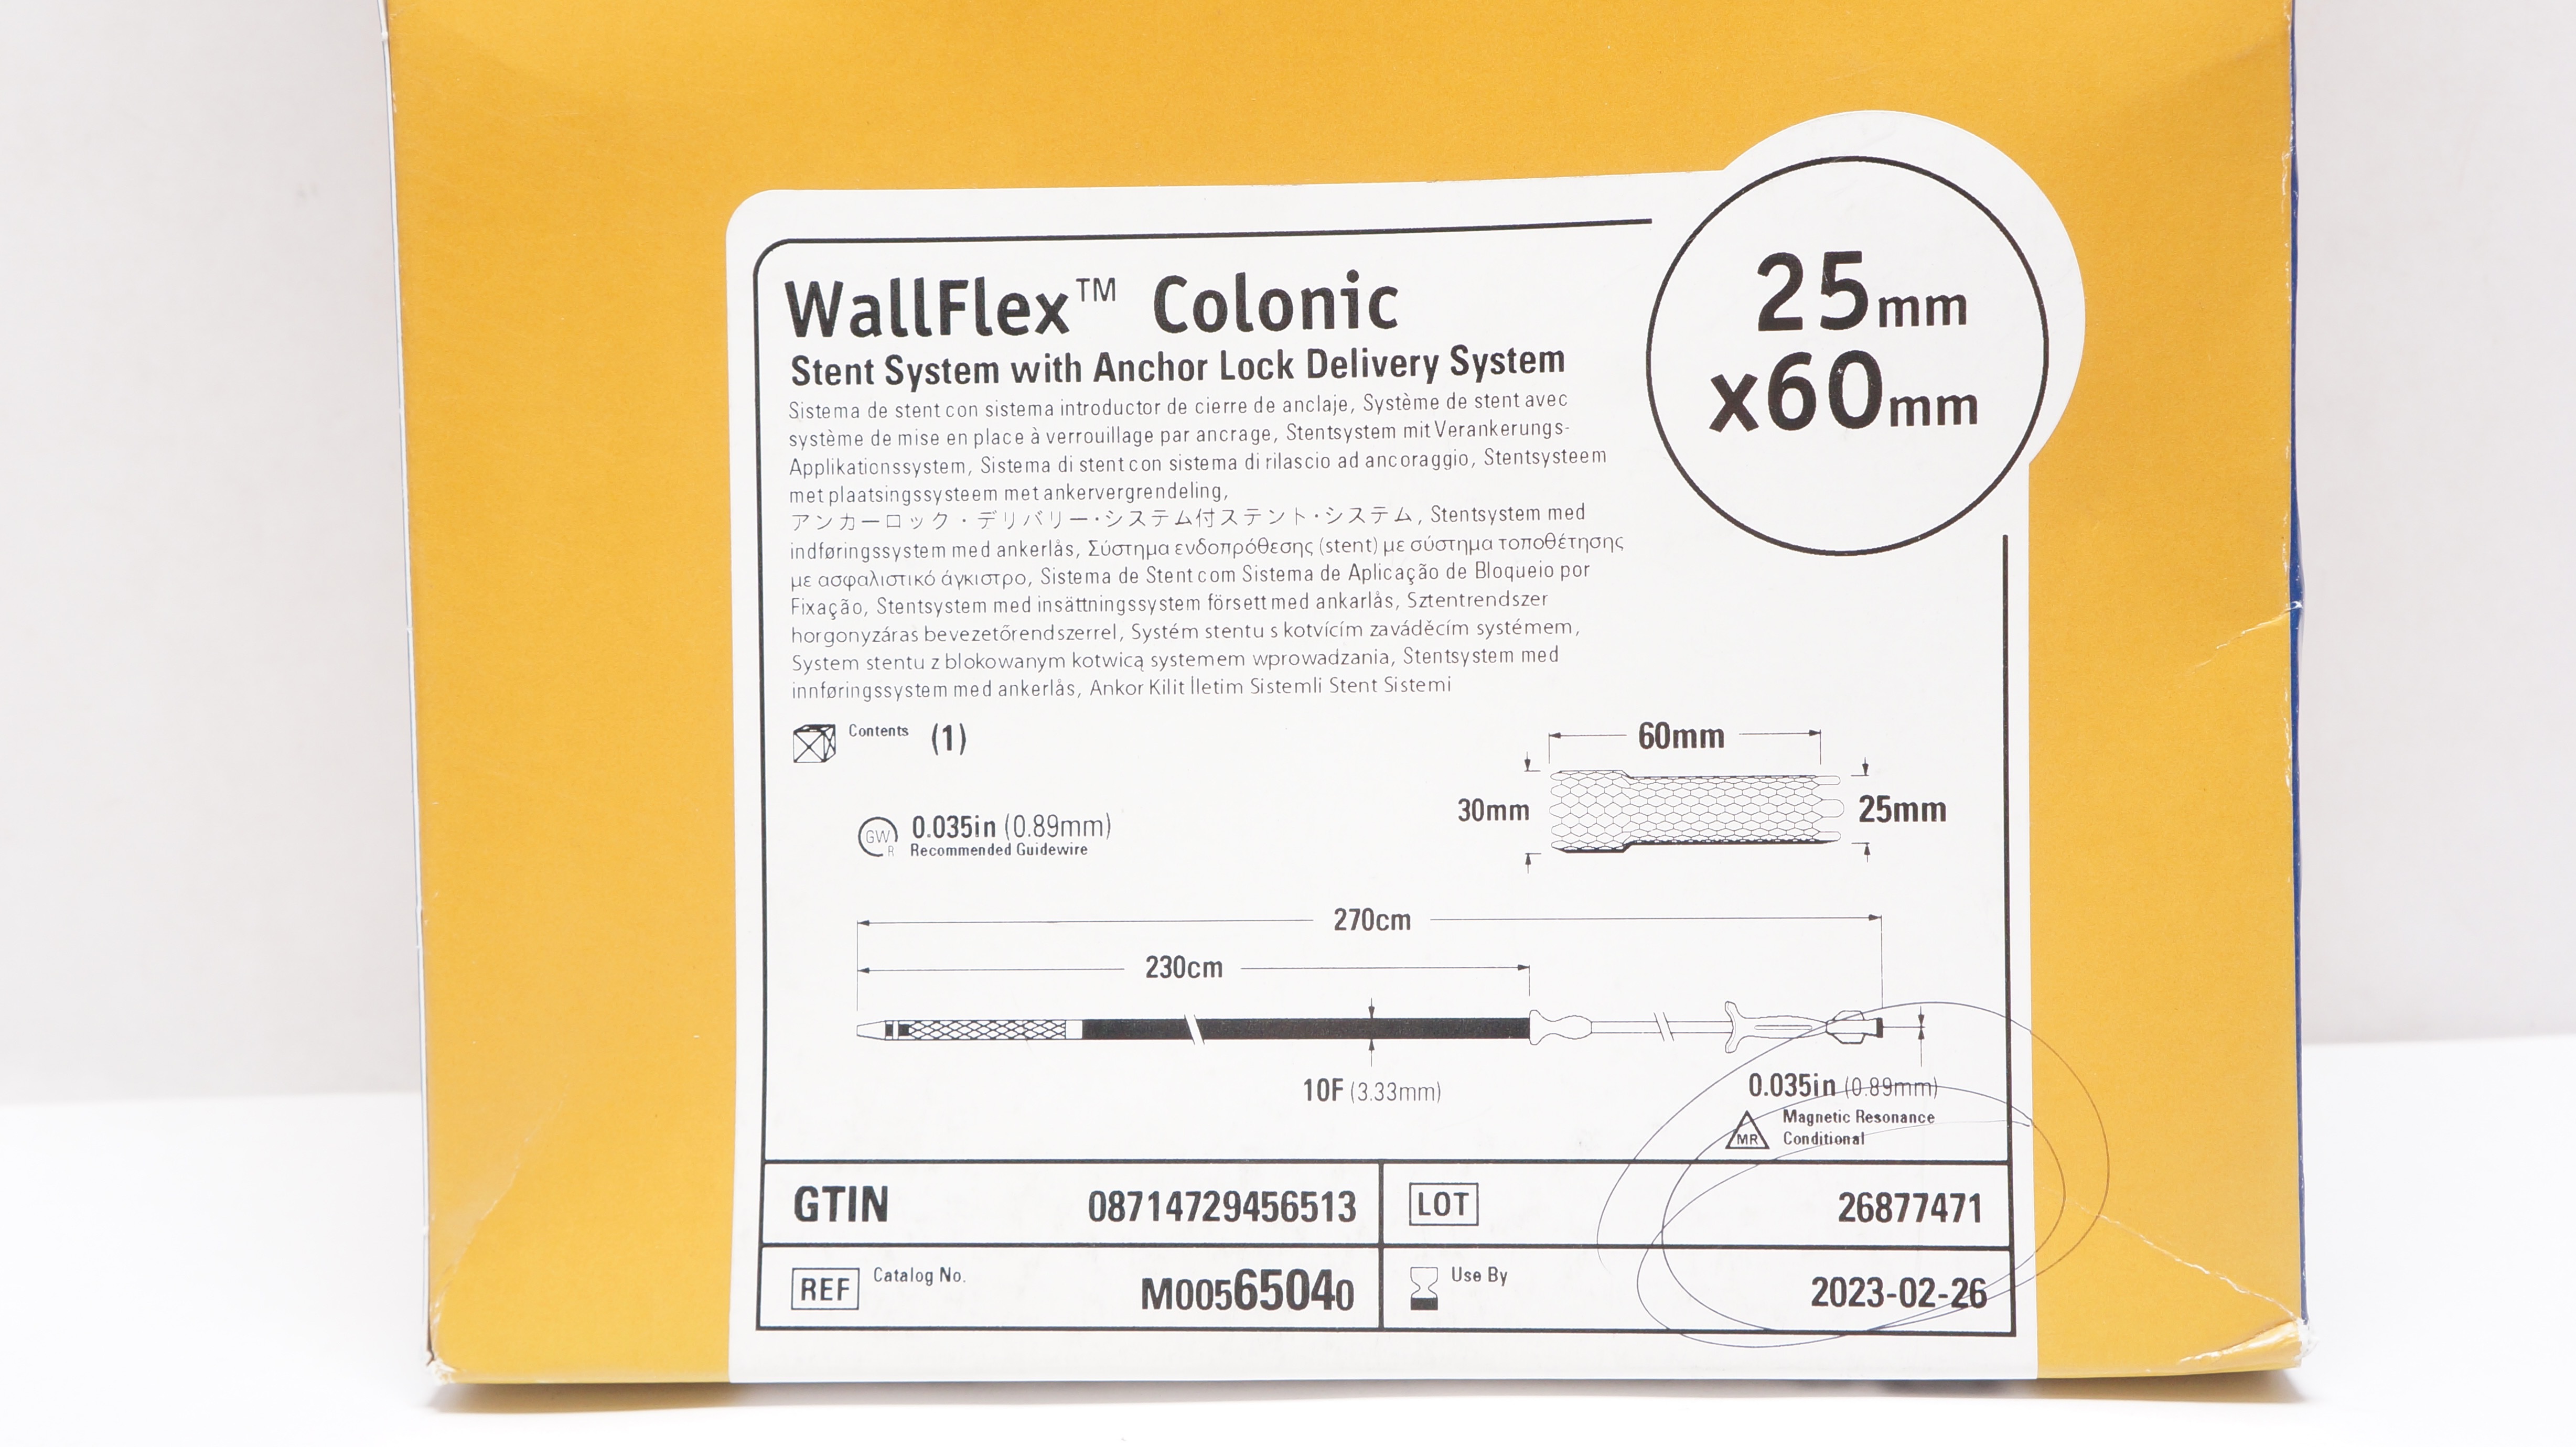 WallFlex™ Colonic
Stent System with Anchor Lock Delivery System
25mm
x60mm
Sistema de stent con sistema introductor de cierre de anclaje, Système de stent avec
système de mise en place à verrouillage par ancrage, Stentsystem mit Verankerungs-
Applikationssystem, Sistema di stent con sistema di rilascio ad ancoraggio, Stentsysteem
met plaatsingssysteem met ankervergrendeling,
アンカーロック・デリバリー・システム付ステント・システム, Stentsystem med
indføringssystem med ankerlås, Σύστημα ενδοπρόθεσης (stent) με σύστημα τοποθέτησης
με ασφαλιστικό άγκιστρο, Sistema de Stent com Sistema de Aplicação de Bloqueio por
Fixação, Stentsystem med insättningssystem försett med ankarlås, Sztentrendszer
horgonyzáras bevezetőrendszerrel, Systém stentu s kotvícím zaváděcím systémem,
System stentu z blokowanym kotwicą systemem wprowadzania, Stentsystem med
innføringssystem med ankerlås, Ankor Kilit İletim Sistemli Stent Sistemi
Contents (1)
60mm
30mm
25mm
GW
R
0.035in (0.89mm)
Recommended Guidewire
270cm
230cm
10F (3.33mm)
0.035in (0.89mm)
MR
Magnetic Resonance
Conditional
GTIN 08714729456513
LOT 26877471
REF Catalog No. M00565040
Use By 2023-02-26